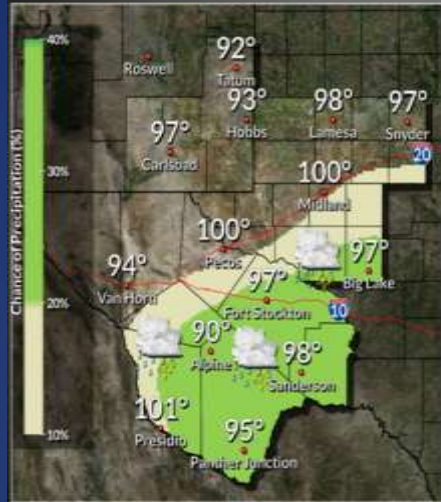 40%
Roswell
92°
Tatum
93°
Hobbs
98°
Lamesa
97°
Snyder
97°
Carlsbad
20
Chance of Precipitation (%)
30%
100°
Midland
100°
Pecos
97°
Big Lake
94°
Van Horn
97°
Fort Stockton
10
20%
90°
Alpine
98°
Sanderson
101°
Presidio
95°
Panther Junction
10%